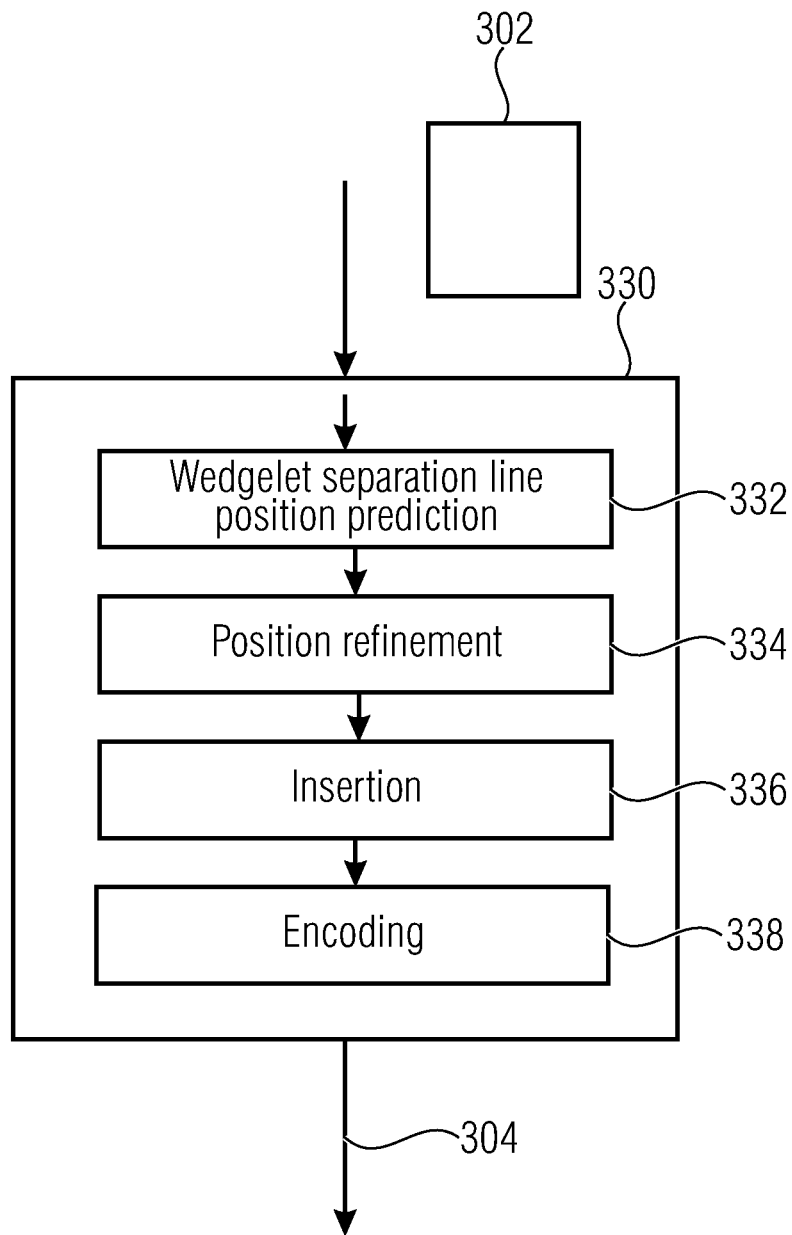 302
330
Wedgelet separation line
position prediction
332
Position refinement
334
Insertion
336
Encoding
338
304